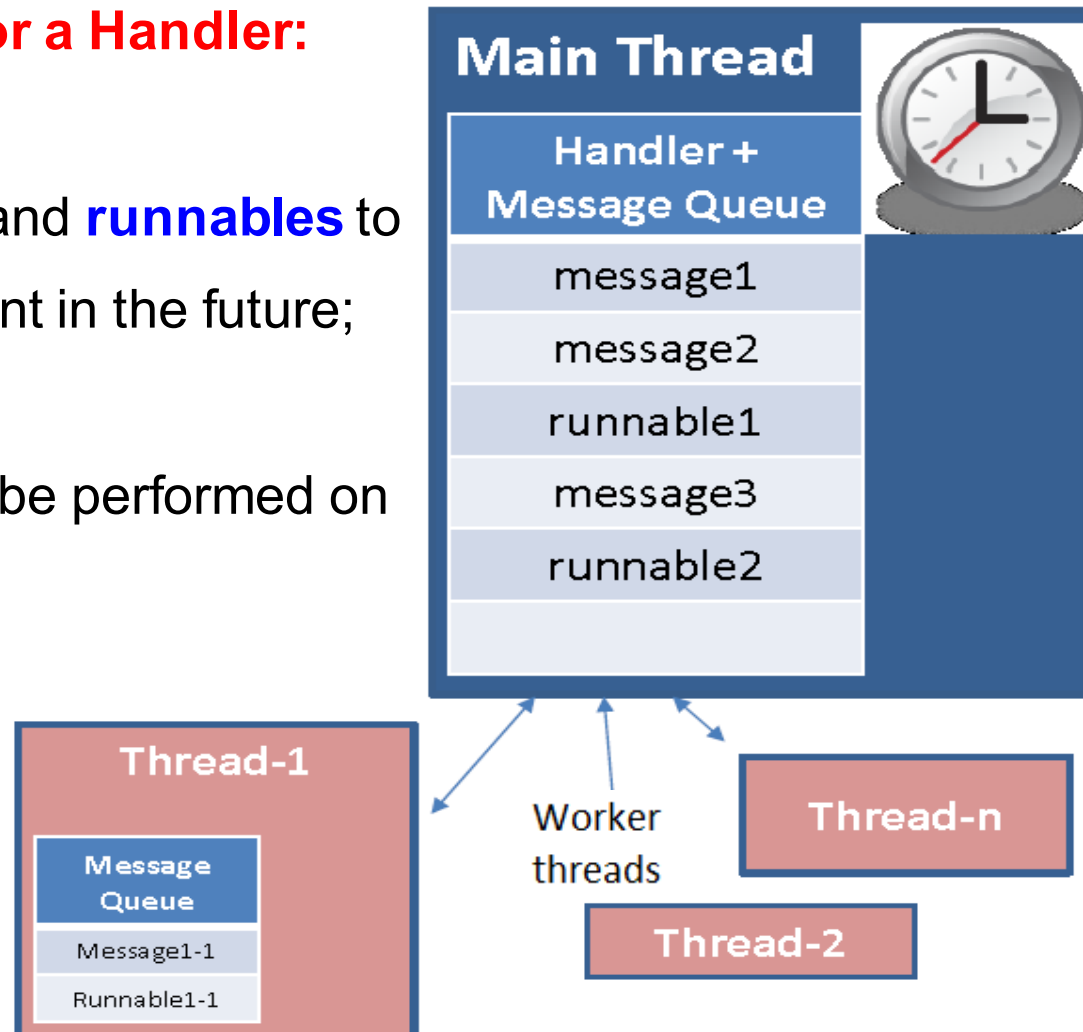 or a Handler:
and runnables to
nt in the future;
be performed on
Main Thread
Handler +
Message Queue
message1
message2
runnable1
message3
runnable2
Thread-1
Message
Queue
Message1-1
Runnable1-1
Worker
threads
Thread-n
Thread-2